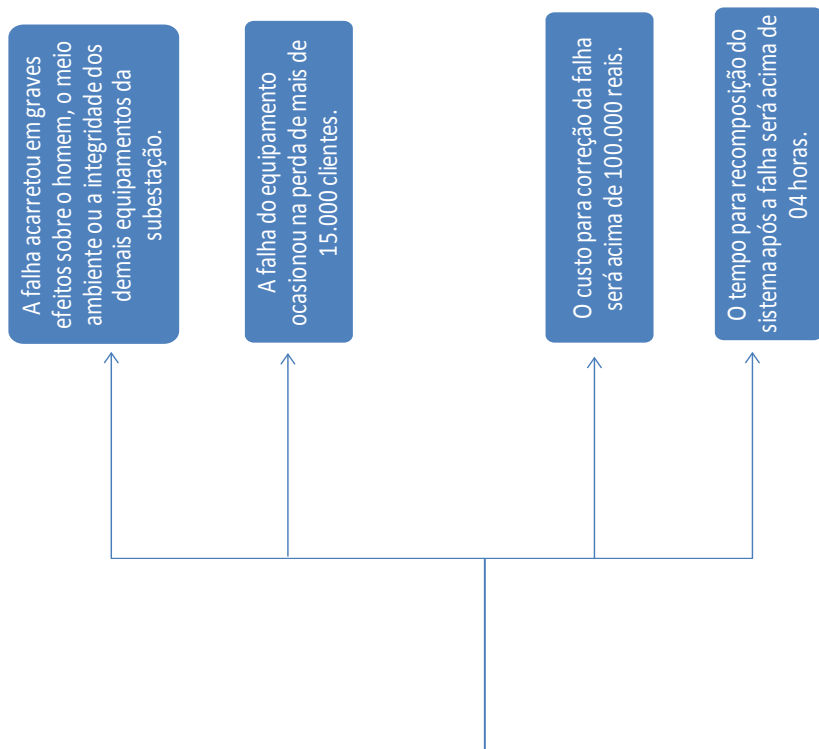 A falha acarretou em graves
efeitos sobre o homem, o meio
ambiente ou a integridade dos
demais equipamentos da
subestação.
A falha do equipamento
ocasionou na perda de mais de
15.000 clientes.
O custo para correção da falha
será acima de 100.000 reais.
O tempo para recomposição do
sistema após a falha será acima de
04 horas.